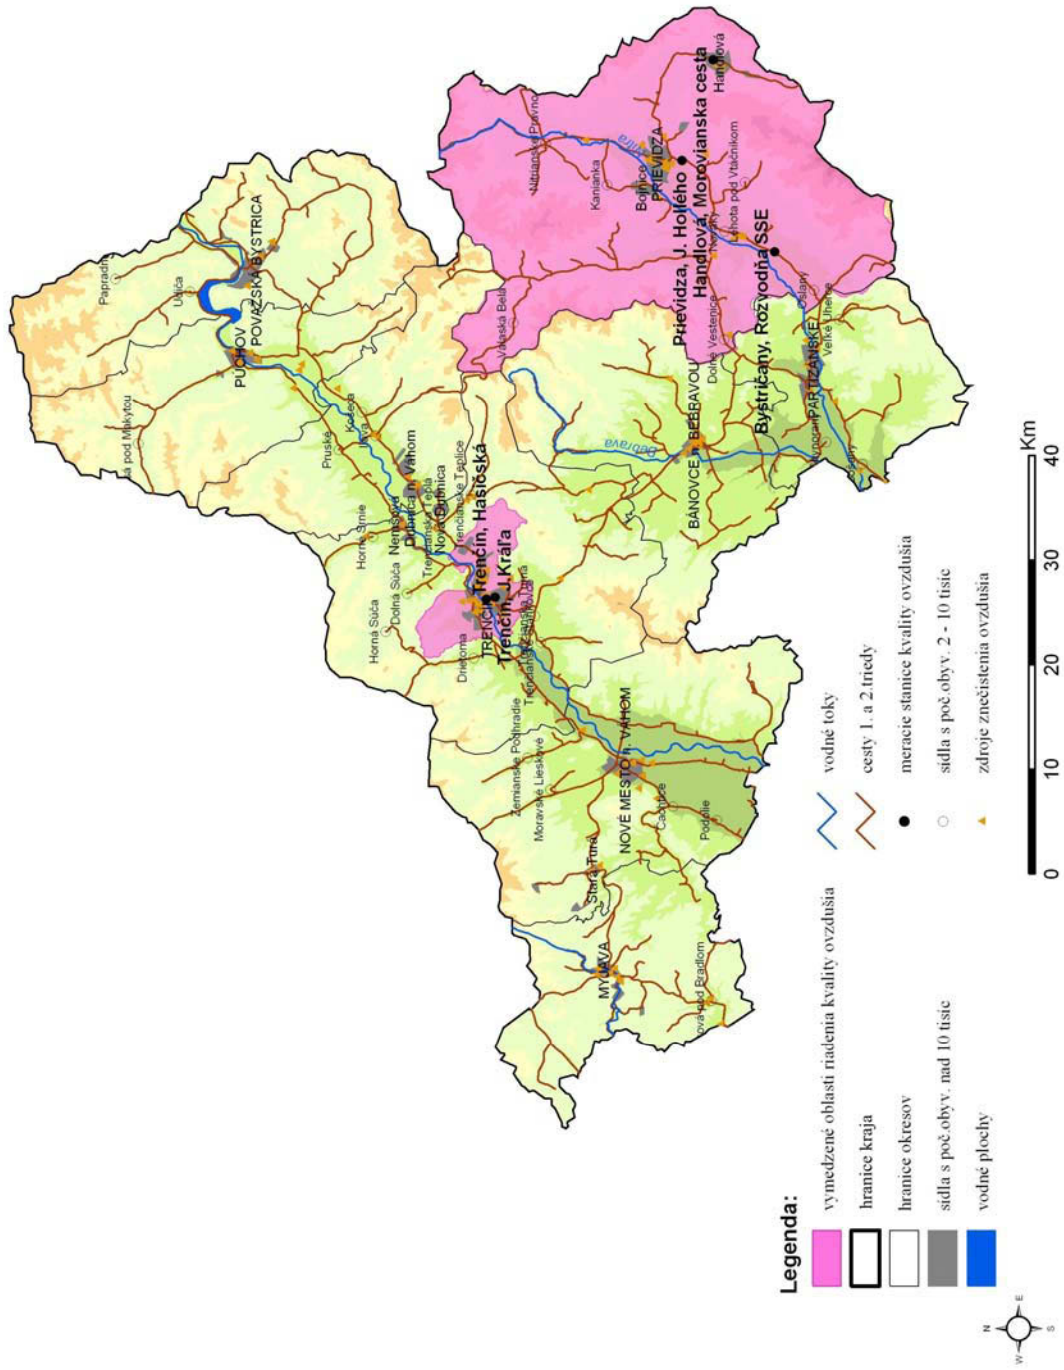 Papradno
Udiča
POVAŽSKÁ BYSTRICA
PÚCHOV
Košeca
Ilava
Pruské
Dubnica n. Váhom
Nová Dubnica
Trenčianska Teplá
Trenčianske Teplice
Nemšová
Horné Srnie
Dolná Súča
Horná Súča
Drietoma
TRENČÍN
Trenčín, Hasičská
Trenčín, J.Kráľa
Zemianske Podhradie
Moravské Lieskové
NOVÉ MESTO n. VÁHOM
Čachtice
Podolie
Stará Turá
MYJAVA
Nitrianske Pravno
Kanianka
Bojnice
PRIEVIDZA
Nitra
Handlová
Prievidza, J. Hollého
Handlová, Morovianska cesta
Nováky
Lehota pod Vtáčnikom
Valaská Belá
Dolné Vestenice
Bystričany, Rozvodňa SSE
Oslany
Veľké Uherce
PARTIZÁNSKE
BÁNOVCE n. BEBRAVOU
Bebrava
Legenda:
vymedzené oblasti riadenia kvality ovzdušia
hranice kraja
hranice okresov
sídla s poč.obyv. nad 10 tisíc
vodné plochy
vodné toky
cesty 1. a 2.triedy
meracie stanice kvality ovzdušia
sídla s poč.obyv. 2 - 10 tisíc
zdroje znečistenia ovzdušia
0 10 20 30 40
Km
N
W E
S